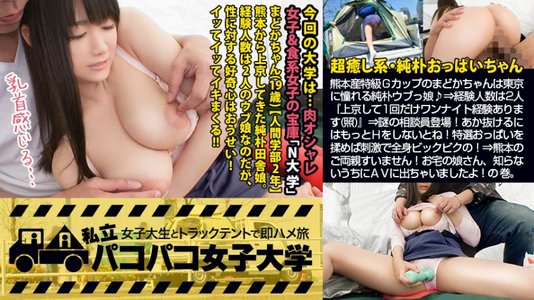 今回の大学は…肉オシャレ
女子&食系女子の宝庫「N大学」
まどかちゃん(19歳)【人間学部2年】
熊本から上京してきた純朴田舎娘。
経験人数は2人のウブ娘なのだが、
性に対する好奇心はおうせい!
イッてイッてイキまくる!!
乳首感じる…
超癒し系・純朴おっぱいちゃん
熊本産特級Gカップのまどかちゃんは東京
に憧れる純朴ウブっ娘♪⇒経験人数は2人
『上京して1回だけワンナイト経験ありま
す(照)』⇒謎の相談員登場!あか抜けるに
はもっとHをしないとね!特選おっぱいを
揉めば刺激で全身ビックピクの!⇒熊本の
ご両親すいません!お宅の娘さん、知らな
いうちにAVに出ちゃいましたよ!の巻。
女子大生とトラックテントで即ハメ旅
私立
パコパコ女子大学